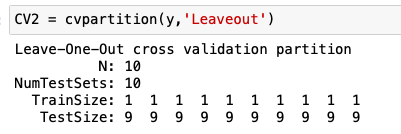 CV2 = cvpartition(y,'Leaveout')
Leave-One-Out cross validation partition
N: 10
NumTestSets: 10
TrainSize: 1 1 1 1 1 1 1 1 1 1
TestSize: 9 9 9 9 9 9 9 9 9 9